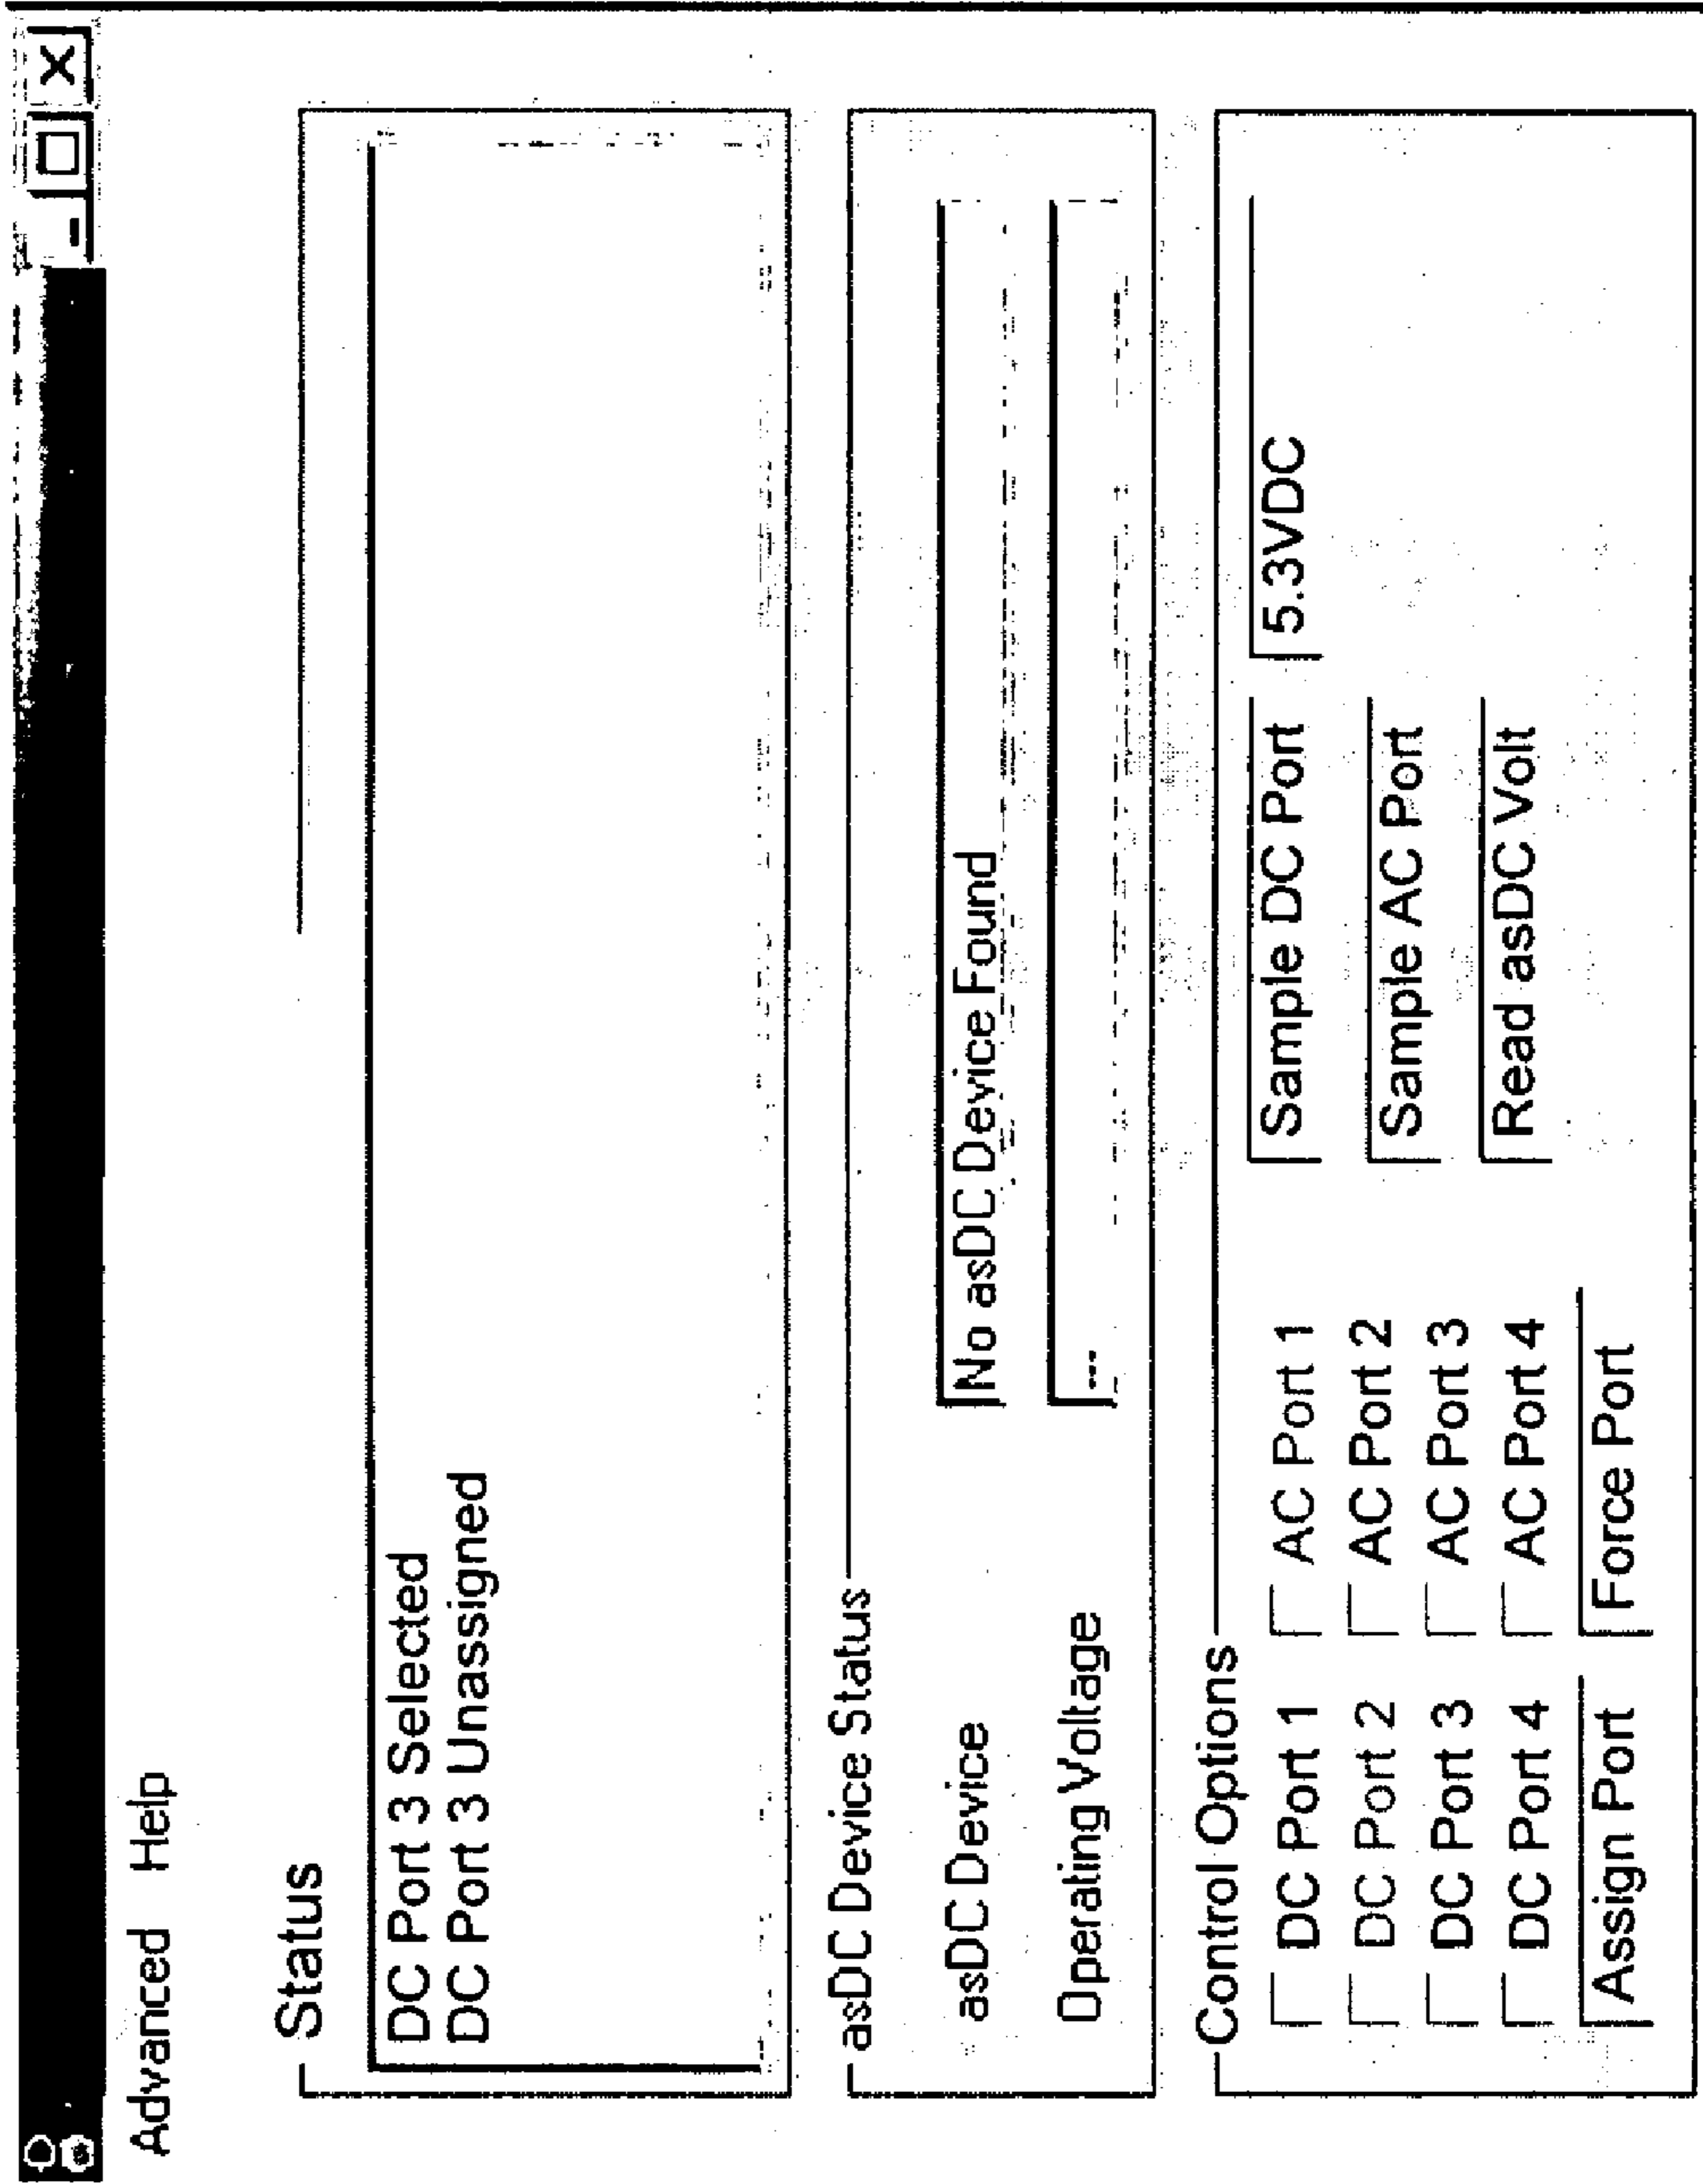 Advanced Help
Status
DC Port 3 Selected
DC Port 3 Unassigned
asDC Device Status
asDC Device No asDC Device Found
Operating Voltage ---
Control Options
DC Port 1 AC Port 1 Sample DC Port 5.3VDC
DC Port 2 AC Port 2 Sample AC Port
DC Port 3 AC Port 3 Read asDC Volt
DC Port 4 AC Port 4
Assign Port Force Port